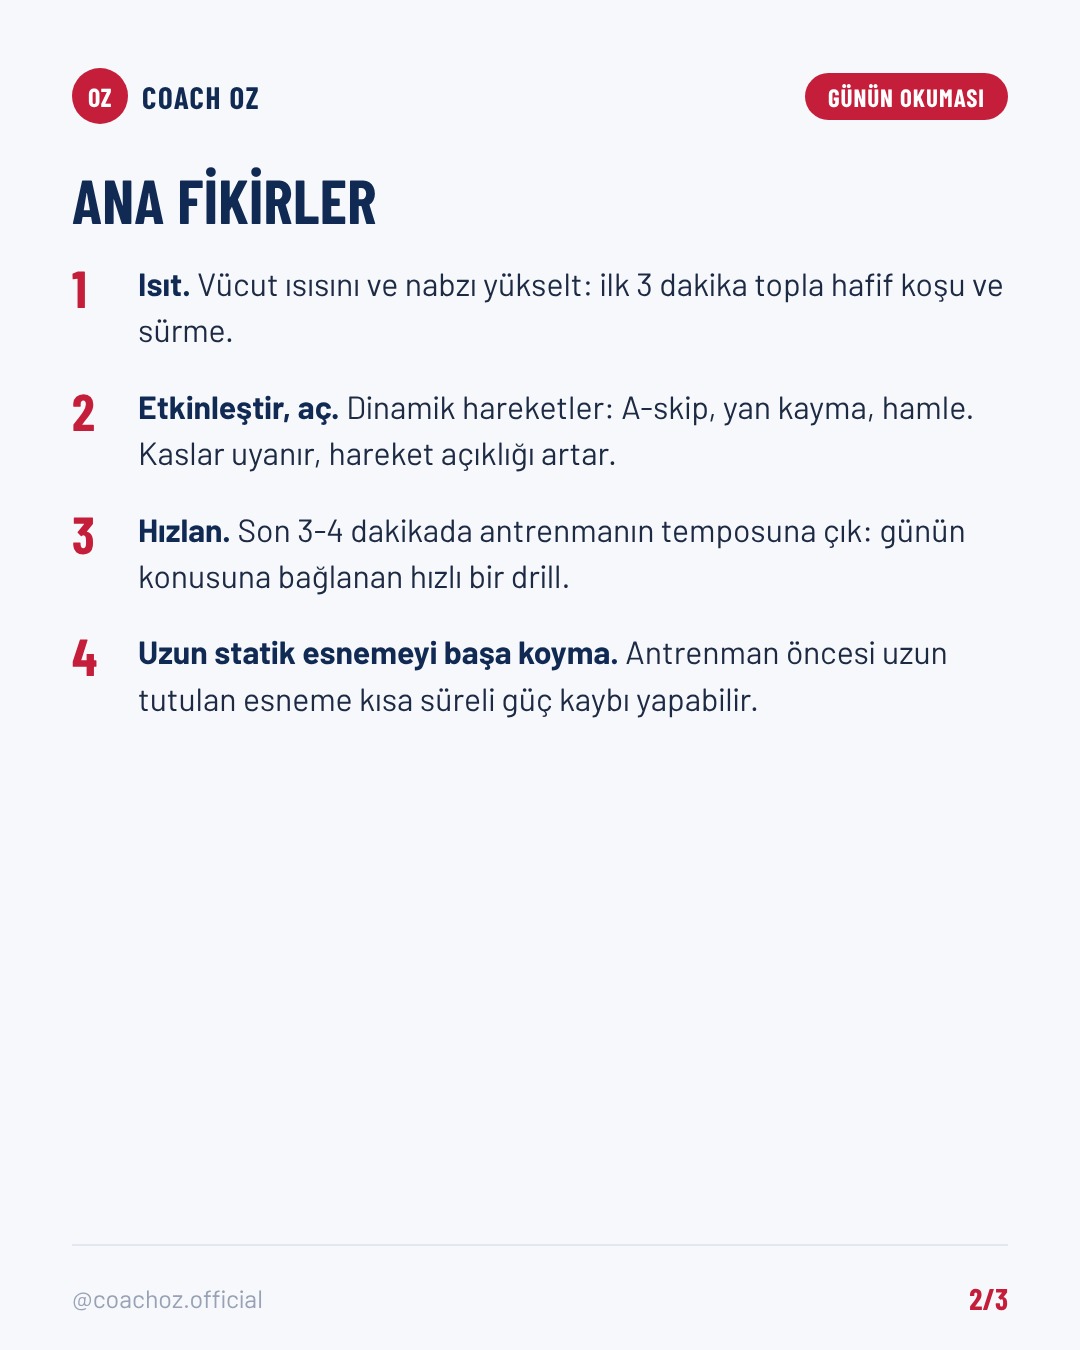 OZ COACH OZ
GÜNÜN OKUMASI
ANA FİKİRLER
1 Isıt. Vücut ısısını ve nabzı yükselt: ilk 3 dakika topla hafif koşu ve
sürme.
2 Etkinleştir, aç. Dinamik hareketler: A-skip, yan kayma, hamle.
Kaslar uyanır, hareket açıklığı artar.
3 Hızlan. Son 3-4 dakikada antrenmanın temposuna çık: günün
konusuna bağlanan hızlı bir drill.
4 Uzun statik esnemeyi başa koyma. Antrenman öncesi uzun
tutulan esneme kısa süreli güç kaybı yapabilir.
@coachoz.official
2/3